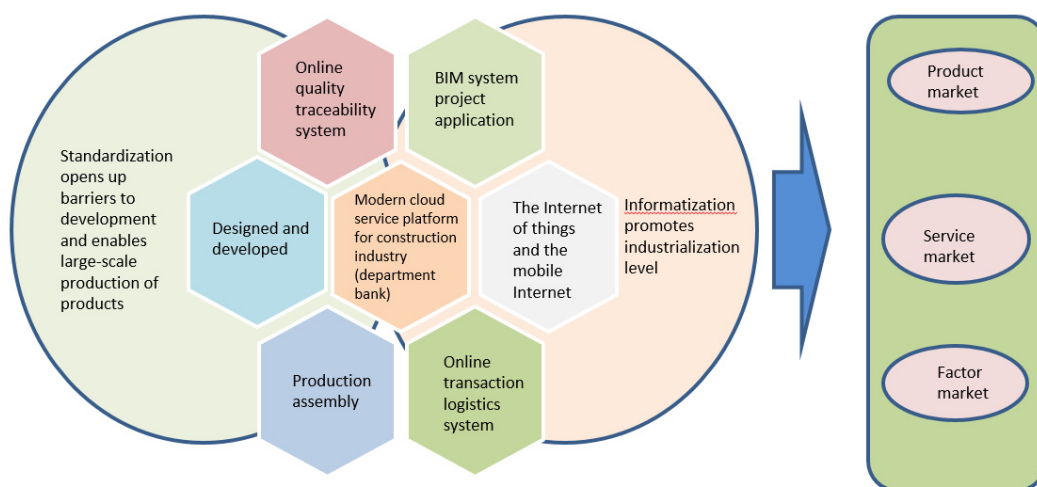 Online
quality
traceability
system
BIM system
project
application
Standardization
opens up
barriers to
development
and enables
large-scale
production of
products
Designed and
developed
Modern cloud
service platform
for construction
industry
(department
bank)
The Internet
of things
and the
mobile
Internet
Informatization
promotes
industrialization
level
Production
assembly
Online
transaction
logistics
system
Product
market
Service
market
Factor
market